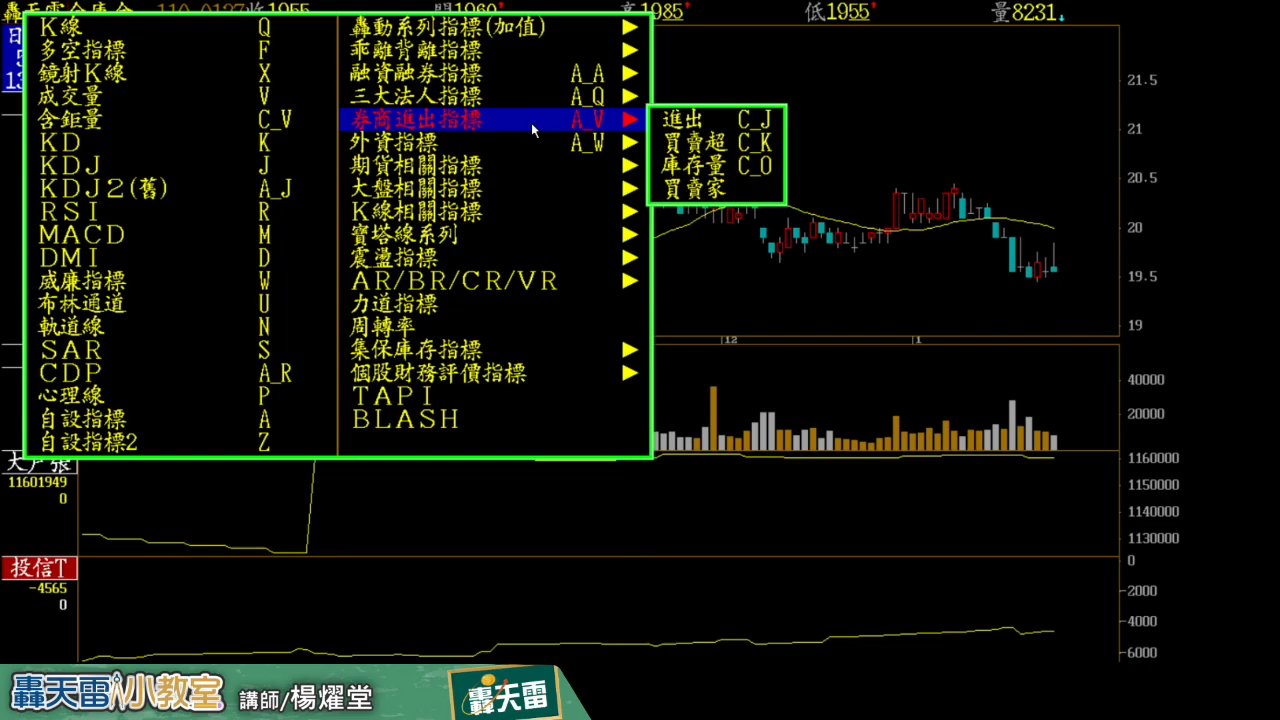 收1955 開1960 高1985 低1955 量8231
日
K線 Q
多空指標 F
鏡射K線 X
成交量 V
含鉅量 C_V
KD K
KDJ J
KDJ2(舊) A_J
RSI R
MACD M
DMI D
威廉指標 W
布林通道 U
軌道線 N
SAR S
CDP A_R
心理線 P
自設指標 A
自設指標2 Z
轟動系列指標(加值)
乖離背離指標
融資融券指標 A_A
三大法人指標 A_Q
券商進出指標 A_V
外資指標 A_W
期貨相關指標
大盤相關指標
K線相關指標
寶塔線系列
震盪指標
AR/BR/CR/VR
力道指標
周轉率
集保庫存指標
個股財務評價指標
TAPI
BLASH
進出 C_J
買賣超 C_K
庫存量 C_O
買賣家
21.5
21
20.5
20
19.5
19
12
1
40000
20000
大戶張
11601949
0
1160000
1150000
1140000
1130000
投信T
-4565
0
0
-2000
-4000
-6000
轟天雷小教室 講師/楊燿堂
轟天雷